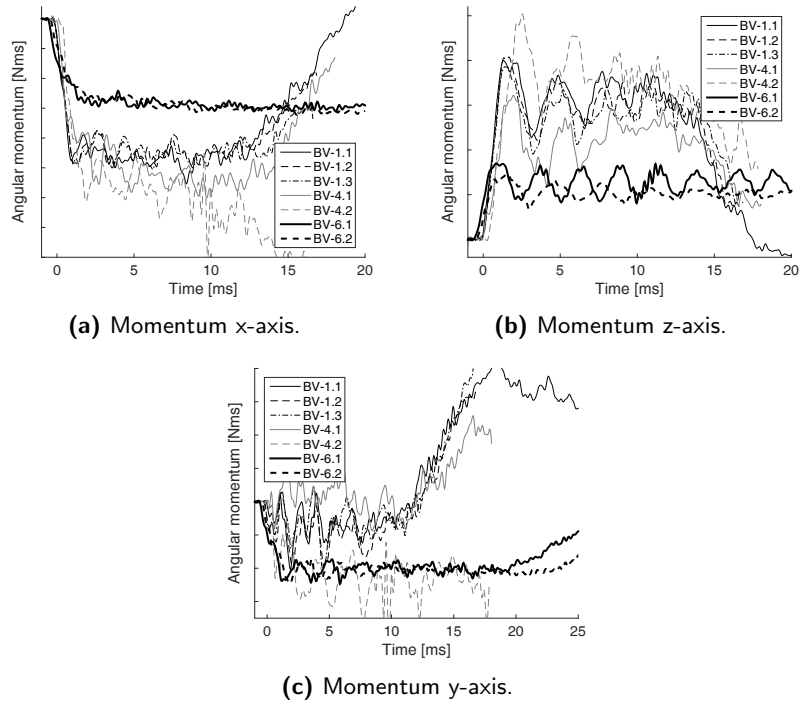 Angular momentum [Nms]
BV-1.1
BV-1.2
BV-1.3
BV-4.1
BV-4.2
BV-6.1
BV-6.2
0 5 10 15 20
Time [ms]
(a) Momentum x-axis.
Angular momentum [Nms]
BV-1.1
BV-1.2
BV-1.3
BV-4.1
BV-4.2
BV-6.1
BV-6.2
0 5 10 15 20
Time [ms]
(b) Momentum z-axis.
Angular momentum [Nms]
BV-1.1
BV-1.2
BV-1.3
BV-4.1
BV-4.2
BV-6.1
BV-6.2
0 5 10 15 20 25
Time [ms]
(c) Momentum y-axis.